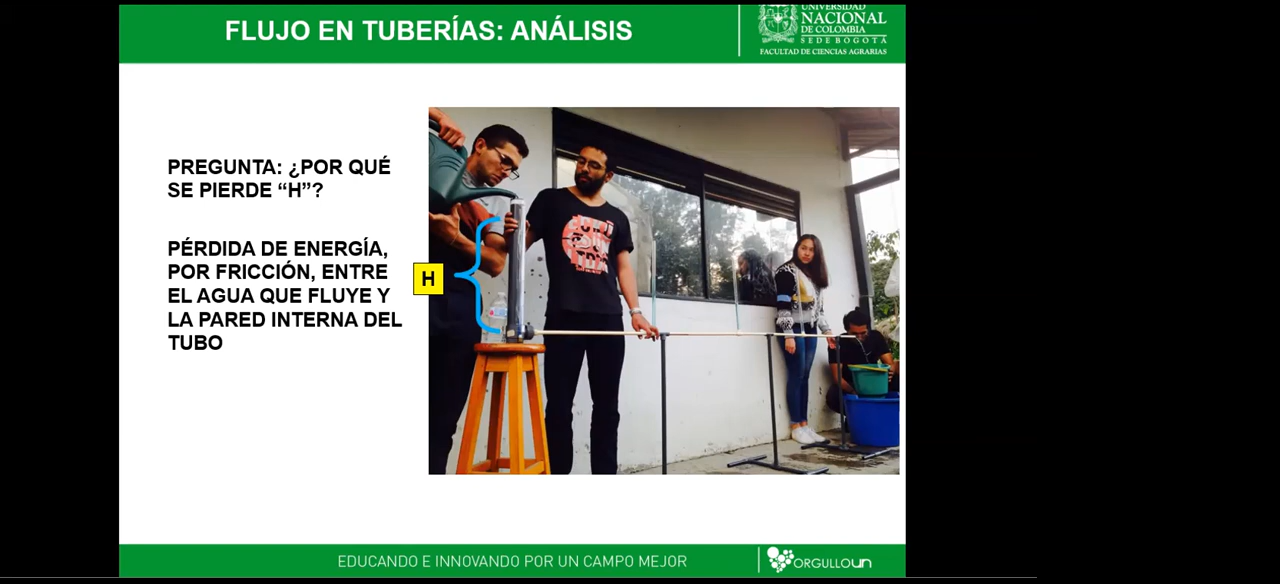 FLUJO EN TUBERÍAS: ANÁLISIS
UNIVERSIDAD
NACIONAL
DE COLOMBIA
SEDE BOGOTÁ
FACULTAD DE CIENCIAS AGRARIAS
PREGUNTA: ¿POR QUÉ
SE PIERDE “H”?
PÉRDIDA DE ENERGÍA,
POR FRICCIÓN, ENTRE
EL AGUA QUE FLUYE Y
LA PARED INTERNA DEL
TUBO
H
EDUCANDO E INNOVANDO POR UN CAMPO MEJOR
ORGULLOUN